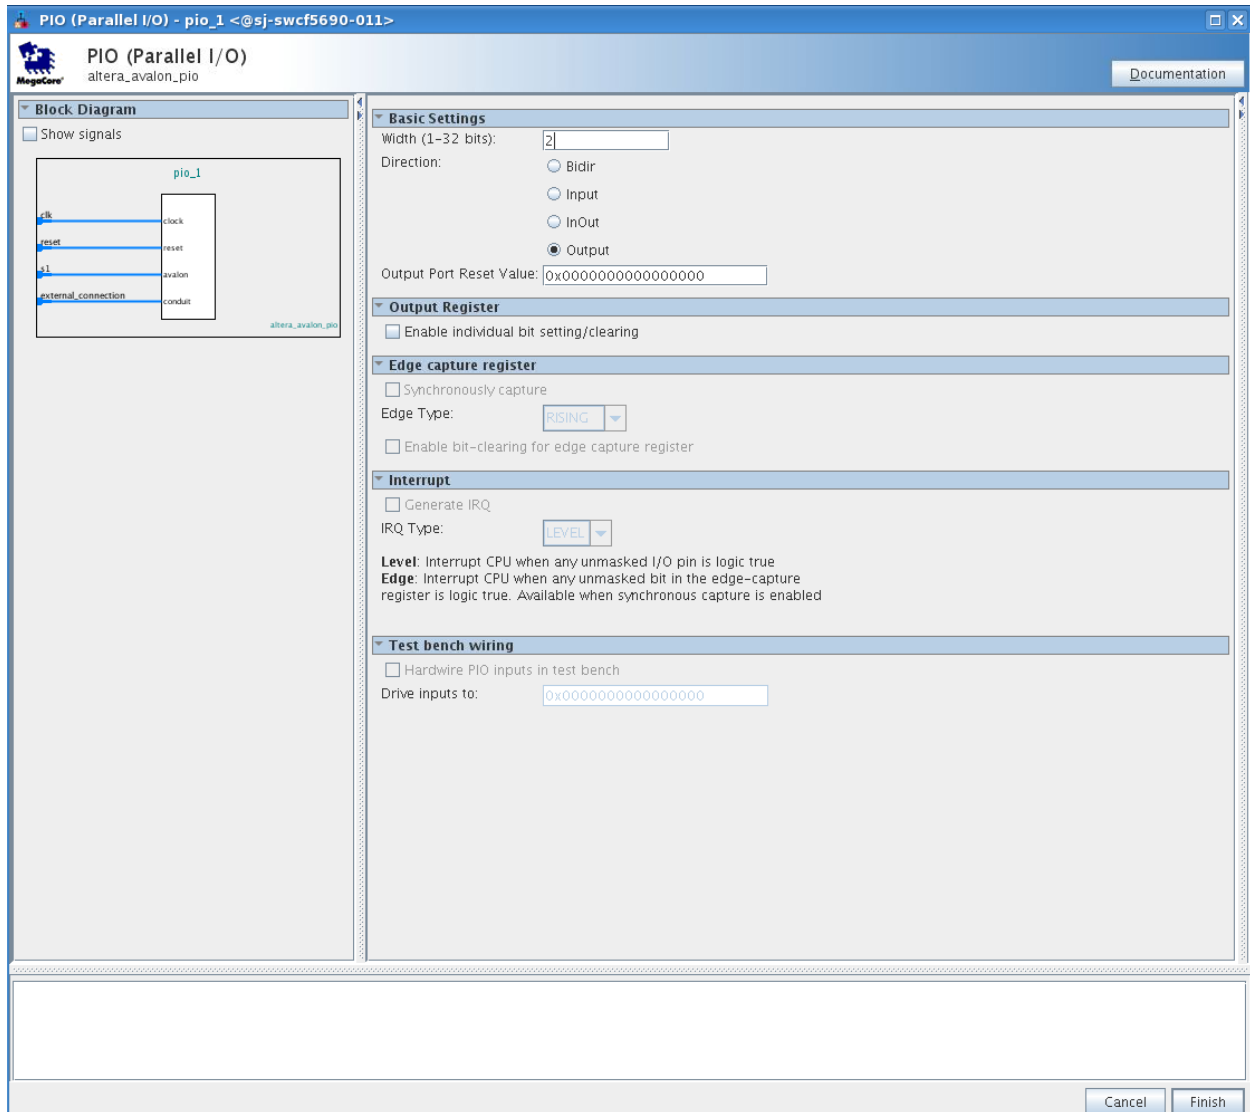 PIO (Parallel I/O) - pio_1 <@sj-swcf5690-011>
MegaCore'
PIO (Parallel I/O)
altera_avalon_pio
Documentation
Block Diagram
Show signals
pio_1
clk
clock
reset
reset
s1
avalon
external_connection
conduit
altera_avalon_pio
Basic Settings
Width (1-32 bits): 2
Direction: Bidir
Input
InOut
Output
Output Port Reset Value: 0x0000000000000000
Output Register
Enable individual bit setting/clearing
Edge capture register
Synchronously capture
Edge Type: RISING
Enable bit-clearing for edge capture register
Interrupt
Generate IRQ
IRQ Type: LEVEL
Level: Interrupt CPU when any unmasked I/O pin is logic true
Edge: Interrupt CPU when any unmasked bit in the edge-capture
register is logic true. Available when synchronous capture is enabled
Test bench wiring
Hardwire PIO inputs in test bench
Drive inputs to: 0x0000000000000000
Cancel Finish